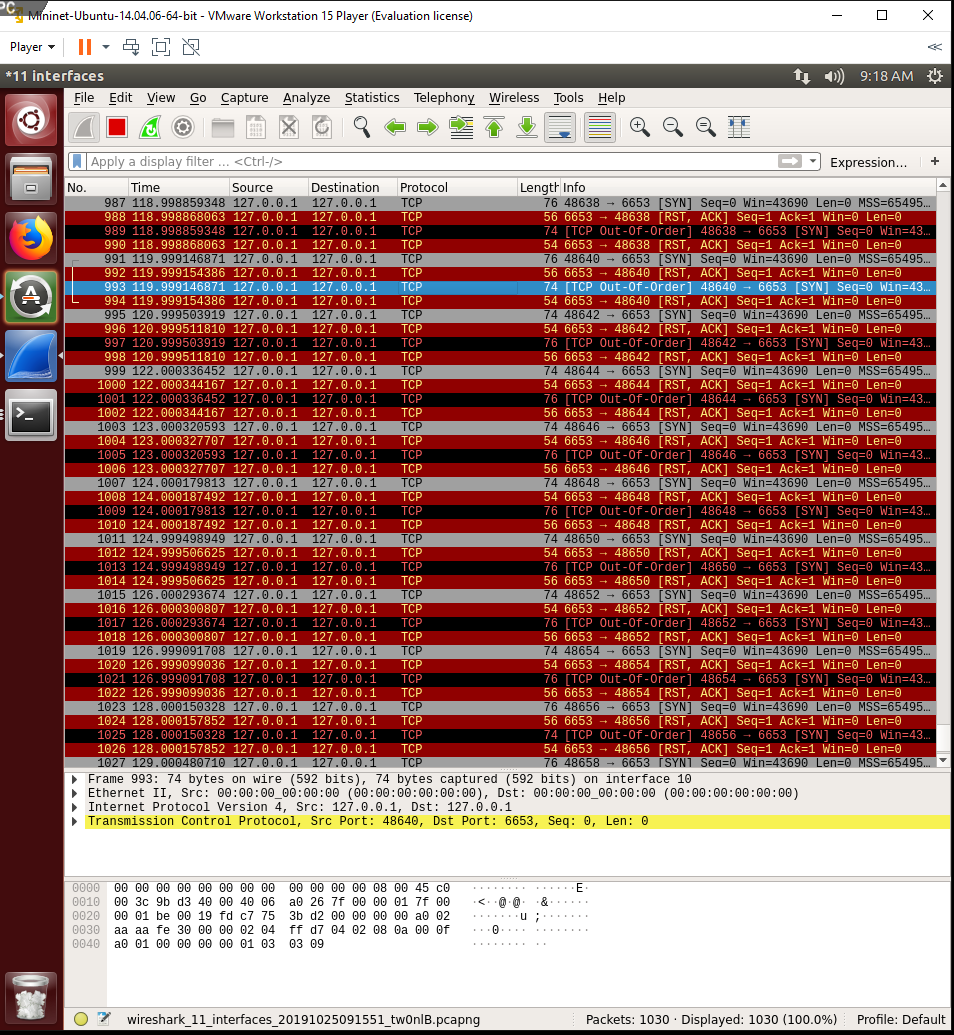 PC
Mininet-Ubuntu-14.04.06-64-bit - VMware Workstation 15 Player (Evaluation license)
Player
*11 interfaces 9:18 AM
File Edit View Go Capture Analyze Statistics Telephony Wireless Tools Help
Apply a display filter ... <Ctrl-/> Expression... +
No. Time Source Destination Protocol Length Info
987 118.998859348 127.0.0.1 127.0.0.1 TCP 76 48638 → 6653 [SYN] Seq=0 Win=43690 Len=0 MSS=65495…
988 118.998868063 127.0.0.1 127.0.0.1 TCP 56 6653 → 48638 [RST, ACK] Seq=1 Ack=1 Win=0 Len=0
989 118.998859348 127.0.0.1 127.0.0.1 TCP 74 [TCP Out-Of-Order] 48638 → 6653 [SYN] Seq=0 Win=43…
990 118.998868063 127.0.0.1 127.0.0.1 TCP 54 6653 → 48638 [RST, ACK] Seq=1 Ack=1 Win=0 Len=0
991 119.999146871 127.0.0.1 127.0.0.1 TCP 76 48640 → 6653 [SYN] Seq=0 Win=43690 Len=0 MSS=65495…
992 119.999154386 127.0.0.1 127.0.0.1 TCP 56 6653 → 48640 [RST, ACK] Seq=1 Ack=1 Win=0 Len=0
993 119.999146871 127.0.0.1 127.0.0.1 TCP 74 [TCP Out-Of-Order] 48640 → 6653 [SYN] Seq=0 Win=43…
994 119.999154386 127.0.0.1 127.0.0.1 TCP 54 6653 → 48640 [RST, ACK] Seq=1 Ack=1 Win=0 Len=0
995 120.999503919 127.0.0.1 127.0.0.1 TCP 74 48642 → 6653 [SYN] Seq=0 Win=43690 Len=0 MSS=65495…
996 120.999511810 127.0.0.1 127.0.0.1 TCP 54 6653 → 48642 [RST, ACK] Seq=1 Ack=1 Win=0 Len=0
997 120.999503919 127.0.0.1 127.0.0.1 TCP 76 [TCP Out-Of-Order] 48642 → 6653 [SYN] Seq=0 Win=43…
998 120.999511810 127.0.0.1 127.0.0.1 TCP 56 6653 → 48642 [RST, ACK] Seq=1 Ack=1 Win=0 Len=0
999 122.000336452 127.0.0.1 127.0.0.1 TCP 74 48644 → 6653 [SYN] Seq=0 Win=43690 Len=0 MSS=65495…
1000 122.000344167 127.0.0.1 127.0.0.1 TCP 54 6653 → 48644 [RST, ACK] Seq=1 Ack=1 Win=0 Len=0
1001 122.000336452 127.0.0.1 127.0.0.1 TCP 76 [TCP Out-Of-Order] 48644 → 6653 [SYN] Seq=0 Win=43…
1002 122.000344167 127.0.0.1 127.0.0.1 TCP 56 6653 → 48644 [RST, ACK] Seq=1 Ack=1 Win=0 Len=0
1003 123.000320593 127.0.0.1 127.0.0.1 TCP 74 48646 → 6653 [SYN] Seq=0 Win=43690 Len=0 MSS=65495…
1004 123.000327707 127.0.0.1 127.0.0.1 TCP 54 6653 → 48646 [RST, ACK] Seq=1 Ack=1 Win=0 Len=0
1005 123.000320593 127.0.0.1 127.0.0.1 TCP 76 [TCP Out-Of-Order] 48646 → 6653 [SYN] Seq=0 Win=43…
1006 123.000327707 127.0.0.1 127.0.0.1 TCP 56 6653 → 48646 [RST, ACK] Seq=1 Ack=1 Win=0 Len=0
1007 124.000179813 127.0.0.1 127.0.0.1 TCP 74 48648 → 6653 [SYN] Seq=0 Win=43690 Len=0 MSS=65495…
1008 124.000187492 127.0.0.1 127.0.0.1 TCP 54 6653 → 48648 [RST, ACK] Seq=1 Ack=1 Win=0 Len=0
1009 124.000179813 127.0.0.1 127.0.0.1 TCP 76 [TCP Out-Of-Order] 48648 → 6653 [SYN] Seq=0 Win=43…
1010 124.000187492 127.0.0.1 127.0.0.1 TCP 56 6653 → 48648 [RST, ACK] Seq=1 Ack=1 Win=0 Len=0
1011 124.999498949 127.0.0.1 127.0.0.1 TCP 74 48650 → 6653 [SYN] Seq=0 Win=43690 Len=0 MSS=65495…
1012 124.999506625 127.0.0.1 127.0.0.1 TCP 54 6653 → 48650 [RST, ACK] Seq=1 Ack=1 Win=0 Len=0
1013 124.999498949 127.0.0.1 127.0.0.1 TCP 76 [TCP Out-Of-Order] 48650 → 6653 [SYN] Seq=0 Win=43…
1014 124.999506625 127.0.0.1 127.0.0.1 TCP 56 6653 → 48650 [RST, ACK] Seq=1 Ack=1 Win=0 Len=0
1015 126.000293674 127.0.0.1 127.0.0.1 TCP 74 48652 → 6653 [SYN] Seq=0 Win=43690 Len=0 MSS=65495…
1016 126.000300807 127.0.0.1 127.0.0.1 TCP 54 6653 → 48652 [RST, ACK] Seq=1 Ack=1 Win=0 Len=0
1017 126.000293674 127.0.0.1 127.0.0.1 TCP 76 [TCP Out-Of-Order] 48652 → 6653 [SYN] Seq=0 Win=43…
1018 126.000300807 127.0.0.1 127.0.0.1 TCP 56 6653 → 48652 [RST, ACK] Seq=1 Ack=1 Win=0 Len=0
1019 126.999091708 127.0.0.1 127.0.0.1 TCP 74 48654 → 6653 [SYN] Seq=0 Win=43690 Len=0 MSS=65495…
1020 126.999099036 127.0.0.1 127.0.0.1 TCP 54 6653 → 48654 [RST, ACK] Seq=1 Ack=1 Win=0 Len=0
1021 126.999091708 127.0.0.1 127.0.0.1 TCP 76 [TCP Out-Of-Order] 48654 → 6653 [SYN] Seq=0 Win=43…
1022 126.999099036 127.0.0.1 127.0.0.1 TCP 56 6653 → 48654 [RST, ACK] Seq=1 Ack=1 Win=0 Len=0
1023 128.000150328 127.0.0.1 127.0.0.1 TCP 76 48656 → 6653 [SYN] Seq=0 Win=43690 Len=0 MSS=65495…
1024 128.000157852 127.0.0.1 127.0.0.1 TCP 56 6653 → 48656 [RST, ACK] Seq=1 Ack=1 Win=0 Len=0
1025 128.000150328 127.0.0.1 127.0.0.1 TCP 74 [TCP Out-Of-Order] 48656 → 6653 [SYN] Seq=0 Win=43…
1026 128.000157852 127.0.0.1 127.0.0.1 TCP 54 6653 → 48656 [RST, ACK] Seq=1 Ack=1 Win=0 Len=0
1027 129.000480710 127.0.0.1 127.0.0.1 TCP 76 48658 → 6653 [SYN] Seq=0 Win=43690 Len=0 MSS=65495…
Frame 993: 74 bytes on wire (592 bits), 74 bytes captured (592 bits) on interface 10
Ethernet II, Src: 00:00:00_00:00:00 (00:00:00:00:00:00), Dst: 00:00:00_00:00:00 (00:00:00:00:00:00)
Internet Protocol Version 4, Src: 127.0.0.1, Dst: 127.0.0.1
Transmission Control Protocol, Src Port: 48640, Dst Port: 6653, Seq: 0, Len: 0
0000 00 00 00 00 00 00 00 00 00 00 00 00 08 00 45 c0 ········ ······E·
0010 00 3c 9b d3 40 00 40 06 a0 26 7f 00 00 01 7f 00 ·<··@·@· ·&······
0020 00 01 be 00 19 fd c7 75 3b d2 00 00 00 00 a0 02 ·······u ;·······
0030 aa aa fe 30 00 00 02 04 ff d7 04 02 08 0a 00 0f ···0···· ········
0040 a0 01 00 00 00 00 01 03 03 09 ········ ··
wireshark_11_interfaces_20191025091551_tw0nlB.pcapng Packets: 1030 · Displayed: 1030 (100.0%) Profile: Default